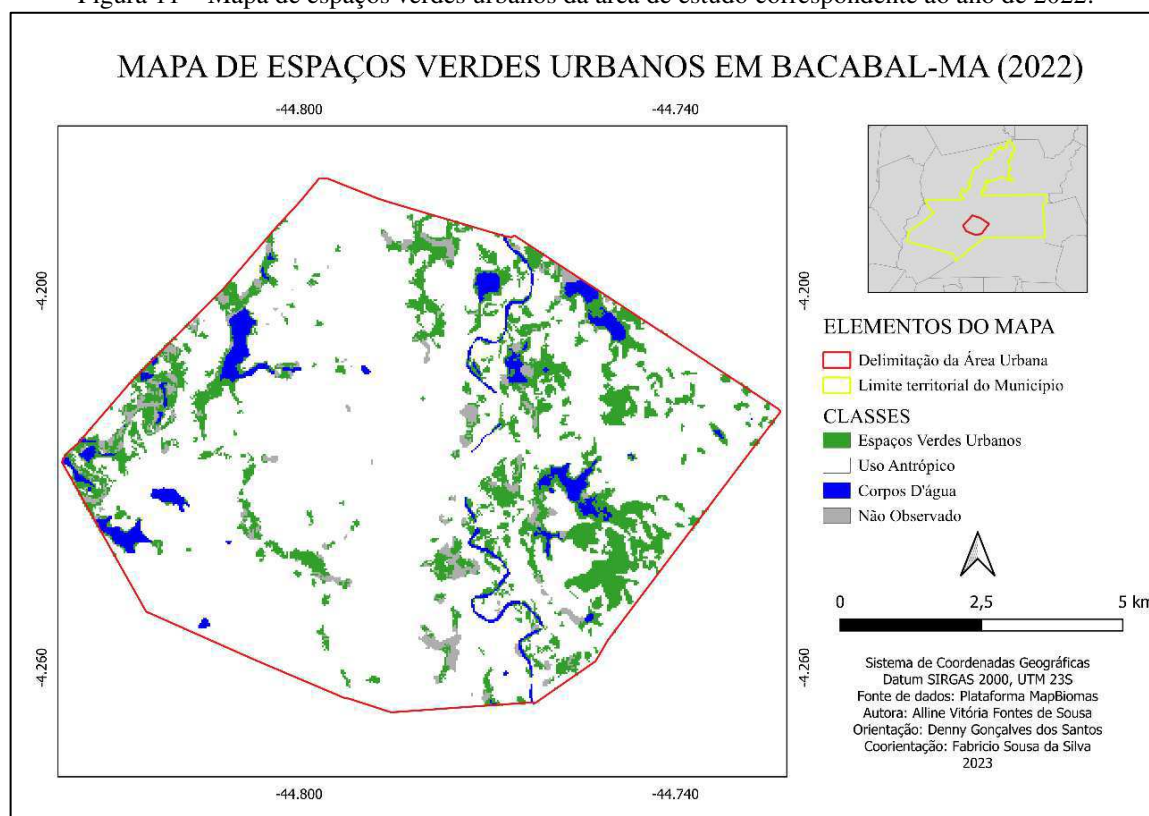 Figura 11 – Mapa de espaços verdes urbanos da área de estudo correspondente ao ano de 2022.
MAPA DE ESPAÇOS VERDES URBANOS EM BACABAL-MA (2022)
-44.800
-44.740
-4.200
-4.200
-4.260
-4.260
-44.800
-44.740
ELEMENTOS DO MAPA
Delimitação da Área Urbana
Limite territorial do Município
CLASSES
Espaços Verdes Urbanos
Uso Antrópico
Corpos D'água
Não Observado
0 2,5 5 km
Sistema de Coordenadas Geográficas
Datum SIRGAS 2000, UTM 23S
Fonte de dados: Plataforma MapBiomas
Autora: Alline Vitória Fontes de Sousa
Orientação: Denny Gonçalves dos Santos
Coorientação: Fabricio Sousa da Silva
2023